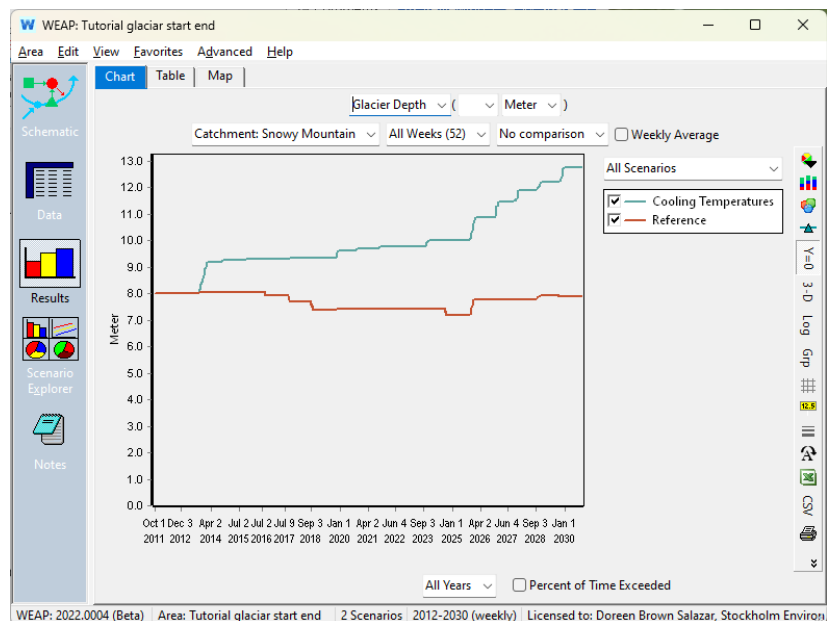 WEAP: Tutorial glaciar start end
Area Edit View Favorites Advanced Help
Chart Table Map
Glacier Depth ( Meter )
Catchment: Snowy Mountain All Weeks (52) No comparison Weekly Average
All Scenarios
Cooling Temperatures
Reference
Schematic
Data
Results
Scenario
Explorer
Notes
Meter
13.0
12.0
11.0
10.0
9.0
8.0
7.0
6.0
5.0
4.0
3.0
2.0
1.0
0.0
Oct 1 Dec 3 Apr 2 Jul 2 Jul 2 Jul 9 Sep 3 Jan 1 Apr 2 Jun 4 Sep 3 Jan 1 Apr 2 Jun 4 Sep 3 Jan 1
2011 2012 2014 2015 2016 2017 2018 2020 2021 2022 2023 2025 2026 2027 2028 2030
Y=0
3-D
Log
Grp
12.5
CSV
All Years Percent of Time Exceeded
WEAP: 2022.0004 (Beta) Area: Tutorial glaciar start end 2 Scenarios 2012-2030 (weekly) Licensed to: Doreen Brown Salazar, Stockholm Environ